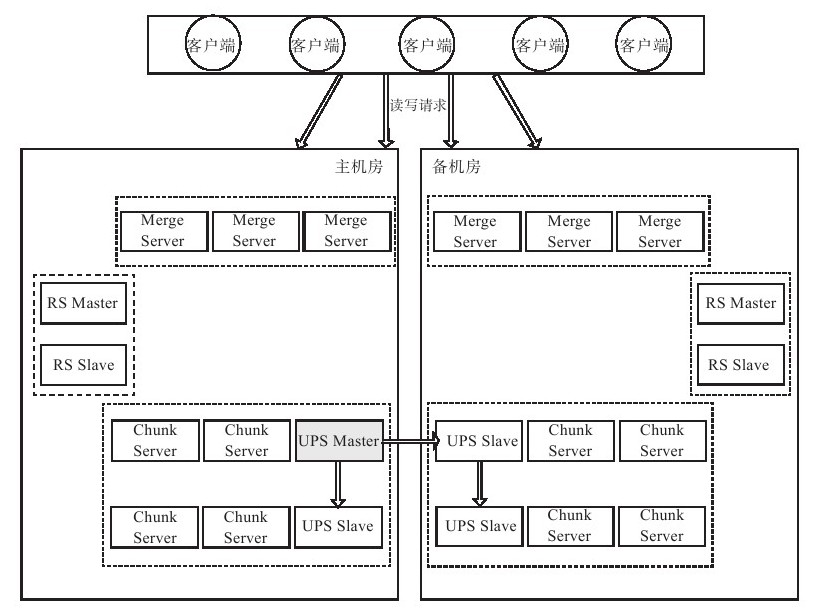 客户端 客户端 客户端 客户端 客户端
读写请求
主机房
备机房
Merge Server
Merge Server
Merge Server
Merge Server
Merge Server
Merge Server
RS Master
RS Slave
RS Master
RS Slave
Chunk Server
Chunk Server
UPS Master
UPS Slave
Chunk Server
Chunk Server
Chunk Server
Chunk Server
UPS Slave
UPS Slave
Chunk Server
Chunk Server